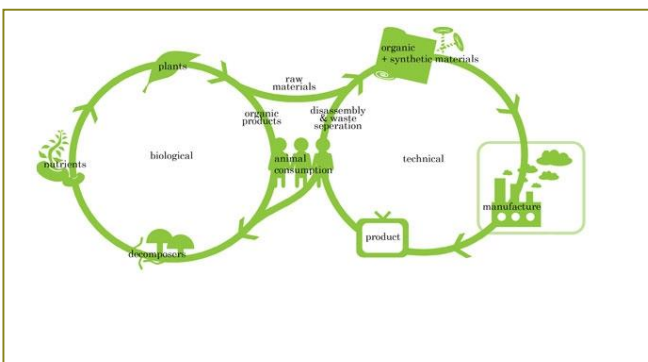 plants
raw
materials
organic
+ synthetic materials
organic
products
disassembly
& waste
seperation
nutrients
biological
animal
consumption
technical
manufacture
product
decomposers